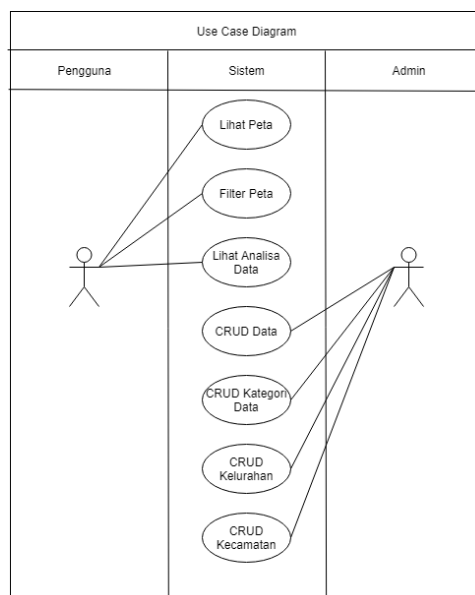 Use Case Diagram
Pengguna
Sistem
Admin
Lihat Peta
Filter Peta
Lihat Analisa
Data
CRUD Data
CRUD Kategori
Data
CRUD
Kelurahan
CRUD
Kecamatan